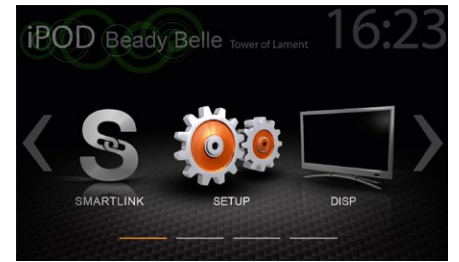 iPOD Beady Belle Tower of Lament 16:23
SMARTLINK SETUP DISP